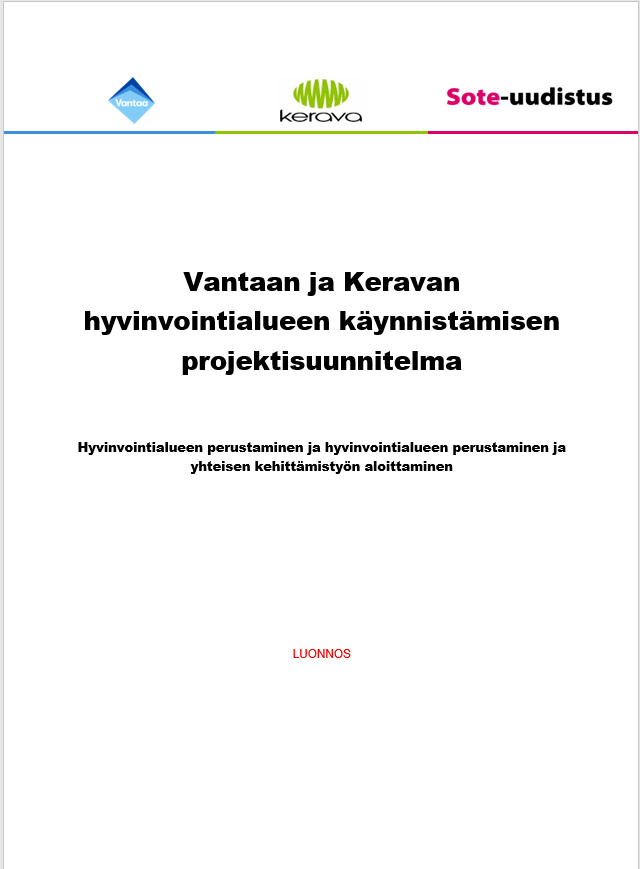 Vantaa
kerava
Sote-uudistus
Vantaan ja Keravan
hyvinvointialueen käynnistämisen
projektisuunnitelma
Hyvinvointialueen perustaminen ja hyvinvointialueen perustaminen ja
yhteisen kehittämistyön aloittaminen
LUONNOS